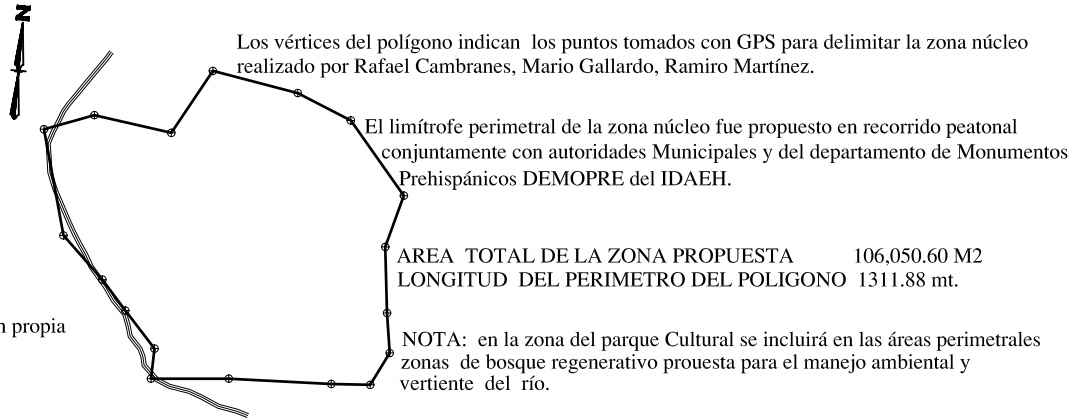 N
Los vértices del polígono indican los puntos tomados con GPS para delimitar la zona núcleo
realizado por Rafael Cambranes, Mario Gallardo, Ramiro Martínez.
El limítrofe perimetral de la zona núcleo fue propuesto en recorrido peatonal
conjuntamente con autoridades Municipales y del departamento de Monumentos
Prehispánicos DEMOPRE del IDAEH.
AREA TOTAL DE LA ZONA PROPUESTA 106,050.60 M2
LONGITUD DEL PERIMETRO DEL POLIGONO 1311.88 mt.
n propia
NOTA: en la zona del parque Cultural se incluirá en las áreas perimetrales
zonas de bosque regenerativo prouesta para el manejo ambiental y
vertiente del río.